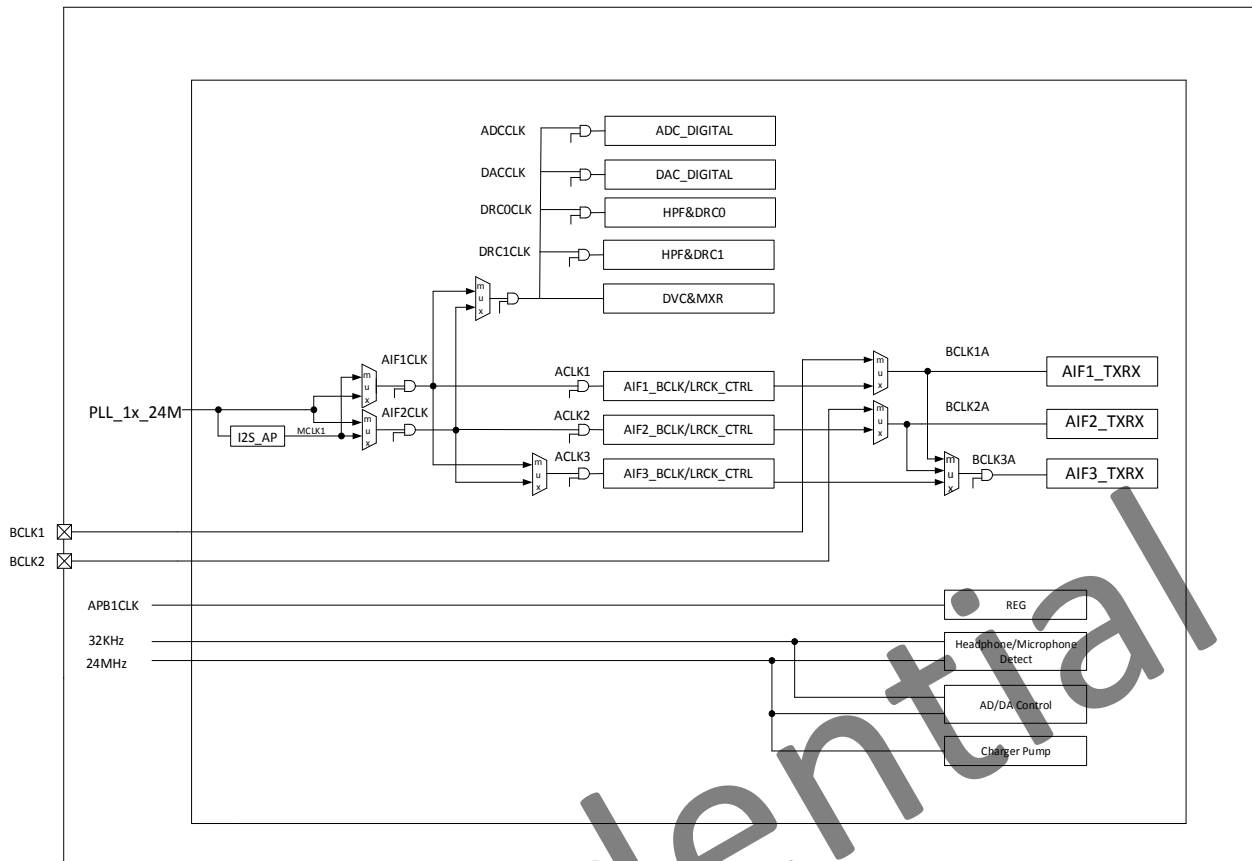 ADCCLK
ADC_DIGITAL
DACCLK
DAC_DIGITAL
DRC0CLK
HPF&DRC0
DRC1CLK
HPF&DRC1
m
u
x
DVC&MXR
AIF1CLK
m
u
x
ACLK1
AIF1_BCLK/LRCK_CTRL
m
u
x
BCLK1A
AIF1_TXRX
PLL_1x_24M
I2S_AP
MCLK1
AIF2CLK
m
u
x
ACLK2
AIF2_BCLK/LRCK_CTRL
m
u
x
BCLK2A
AIF2_TXRX
m
u
x
ACLK3
AIF3_BCLK/LRCK_CTRL
m
u
x
BCLK3A
AIF3_TXRX
BCLK1
BCLK2
APB1CLK
REG
32KHz
24MHz
Headphone/Microphone
Detect
AD/DA Control
Charger Pump
dential